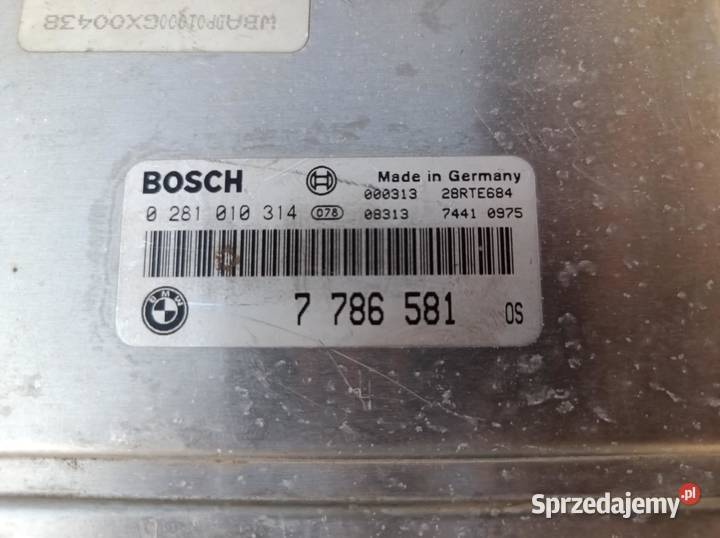 BOSCH Made in Germany
000313 28RTE684
0 281 010 314 078 08313 7441 0975
BMW 7 786 581 OS
Sprzedajemy.pl